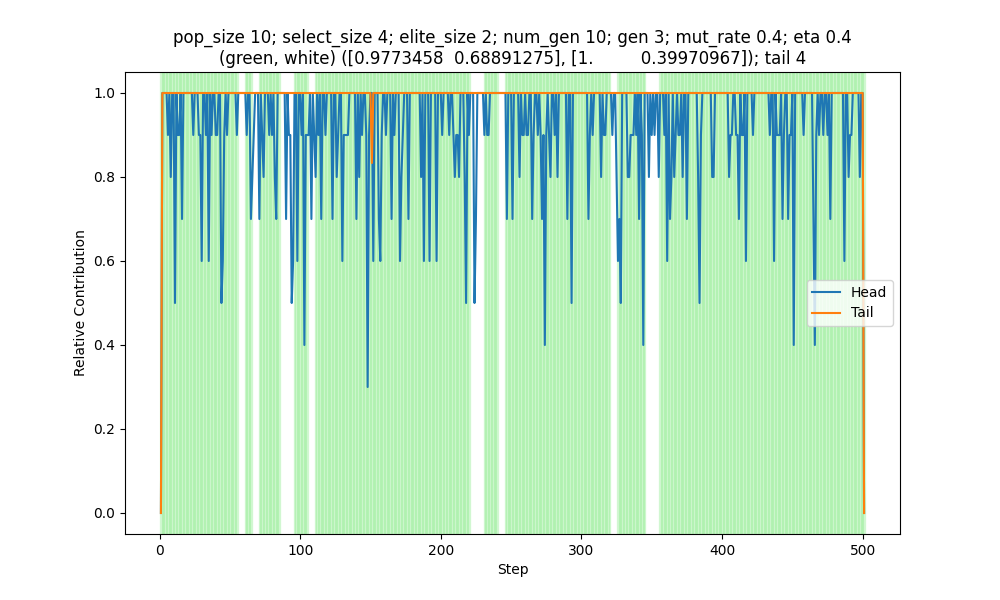 pop_size 10; select_size 4; elite_size 2; num_gen 10; gen 3; mut_rate 0.4; eta 0.4
(green, white) ([0.9773458  0.68891275], [1.          0.39970967]); tail 4
1.0
0.8
0.6
0.4
0.2
0.0
Relative Contribution
Head
Tail
0
100
200
300
400
500
Step